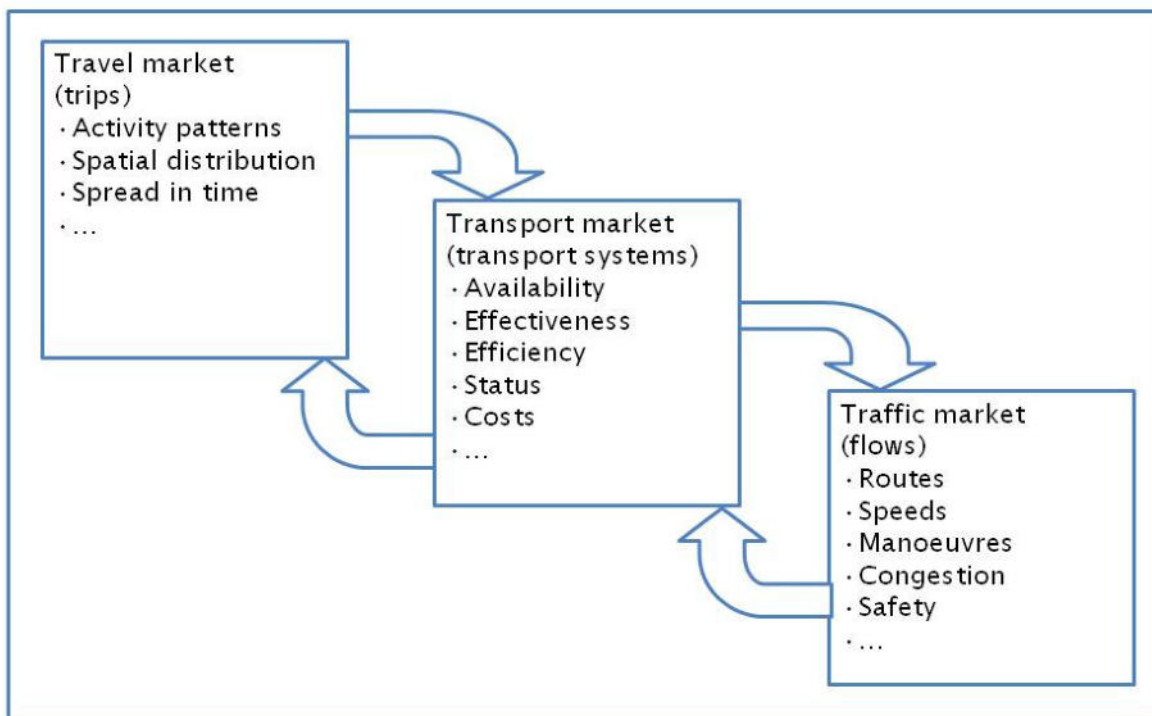 Travel market
(trips)
· Activity patterns
· Spatial distribution
· Spread in time
· ...
Transport market
(transport systems)
· Availability
· Effectiveness
· Efficiency
· Status
· Costs
· ...
Traffic market
(flows)
· Routes
· Speeds
· Manoeuvres
· Congestion
· Safety
· ...